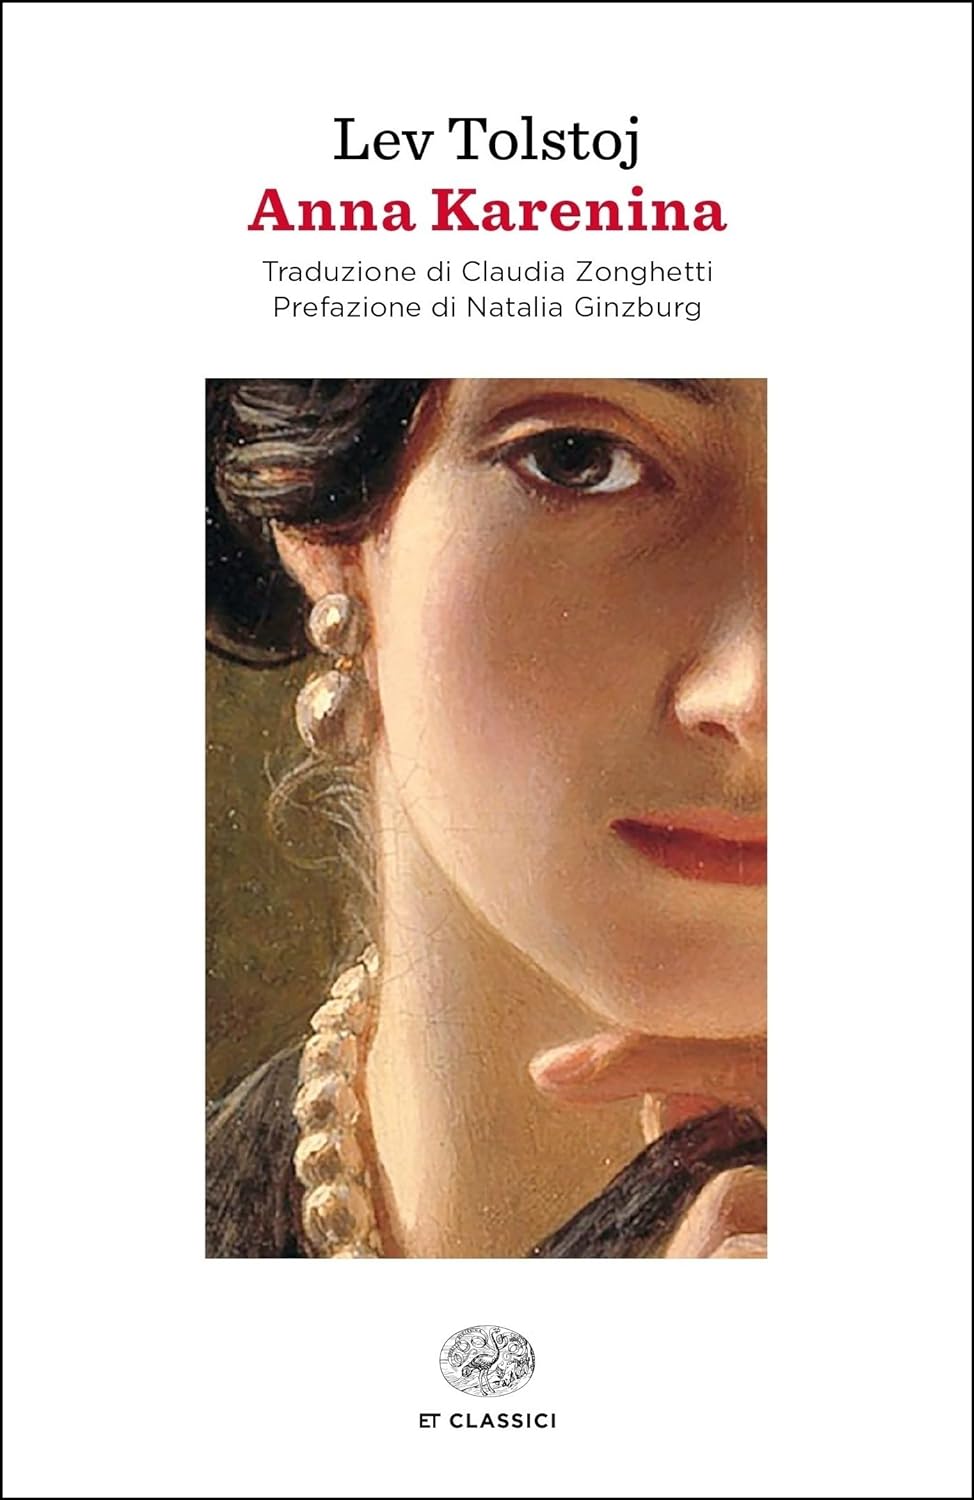 Lev Tolstoj
Anna Karenina
Traduzione di Claudia Zonghetti
Prefazione di Natalia Ginzburg
ET CLASSICI